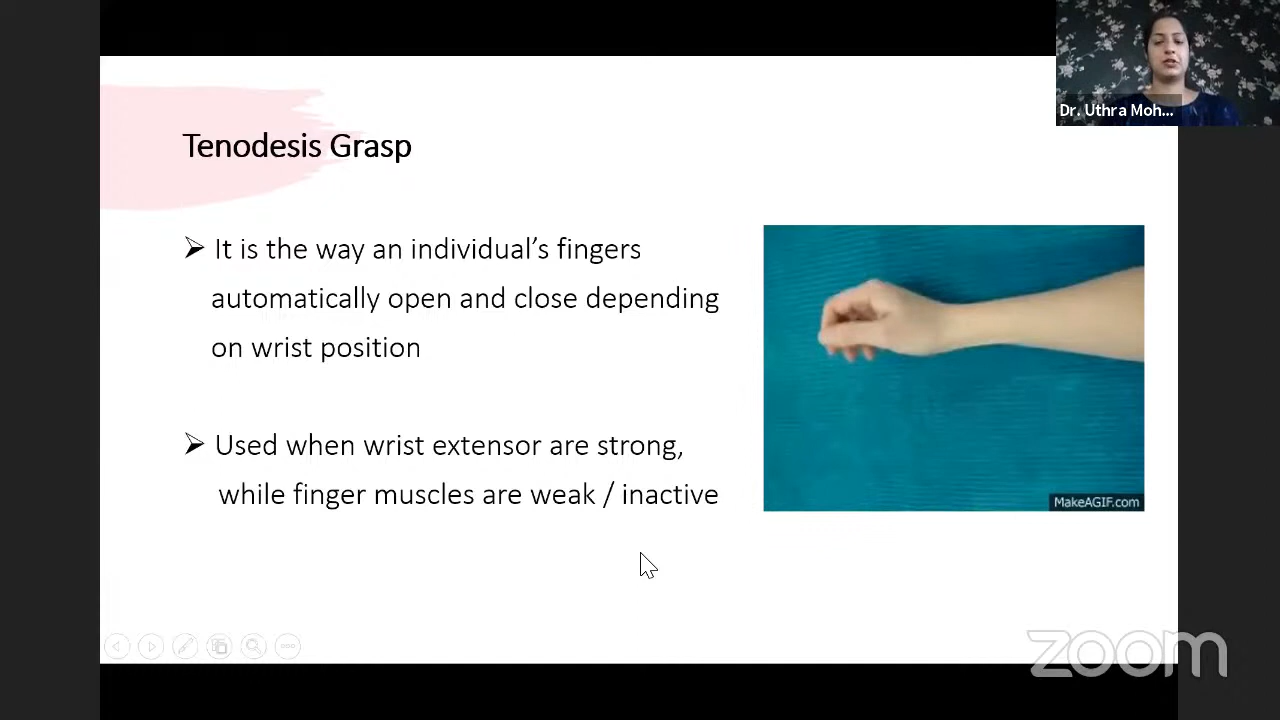 Dr. Uthra Moh...
Tenodesis Grasp
➢ It is the way an individual’s fingers
automatically open and close depending
on wrist position
➢ Used when wrist extensor are strong,
while finger muscles are weak / inactive
MakeAGIF.com
zoom